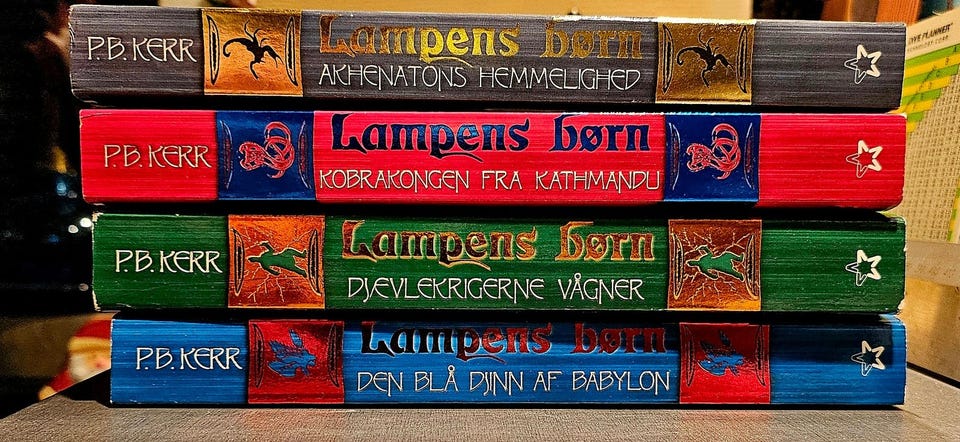 P.B. KERR
Lampens børn
AKHENATONS HEMMELIGHED
P.B. KERR
Lampens børn
KOBRAKONGEN FRA KATHMANDU
P.B. KERR
Lampens børn
DJÆVLEKRIGERNE VÅGNER
P.B. KERR
Lampens børn
DEN BLÅ DJINN AF BABYLON
PLANNER